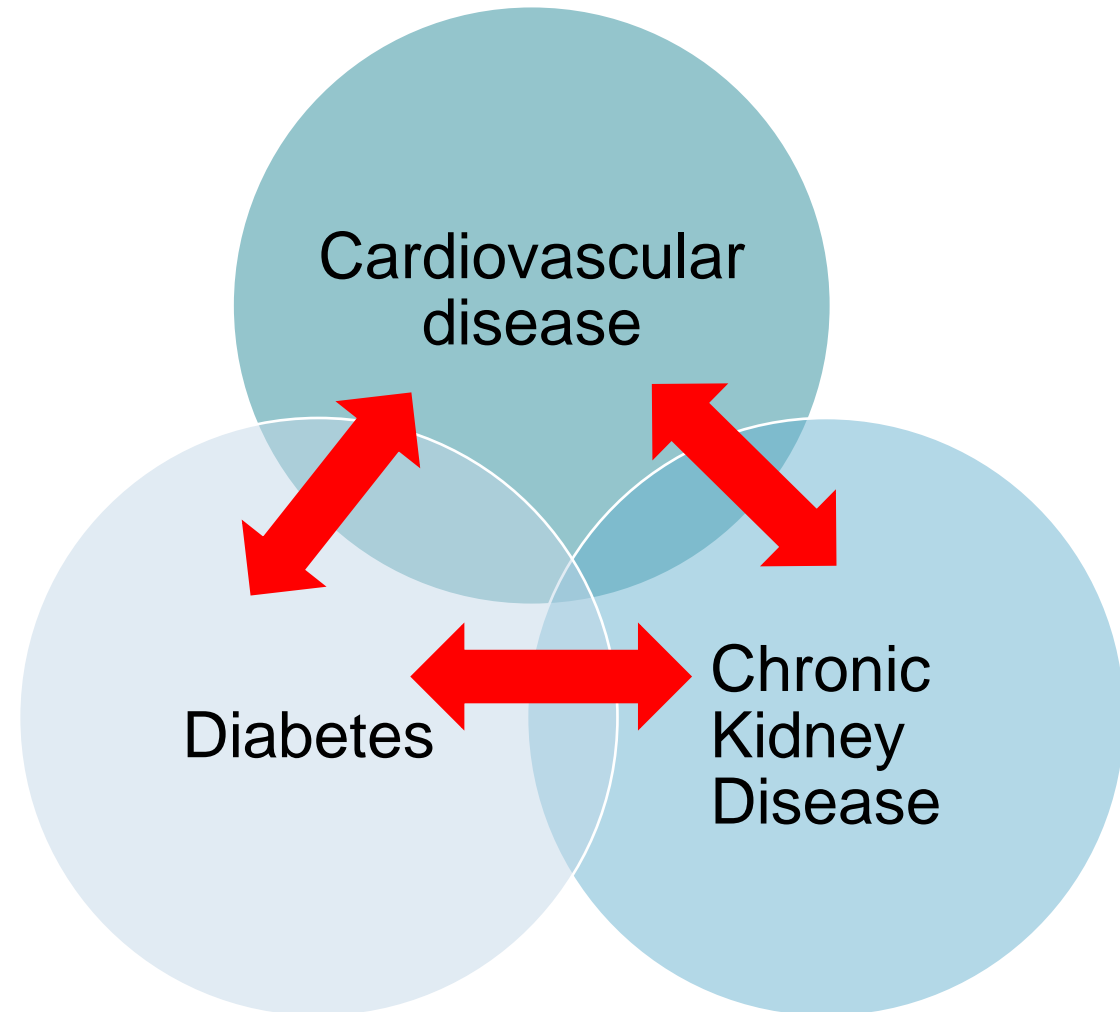 Cardiovascular
disease
Diabetes
Chronic
Kidney
Disease